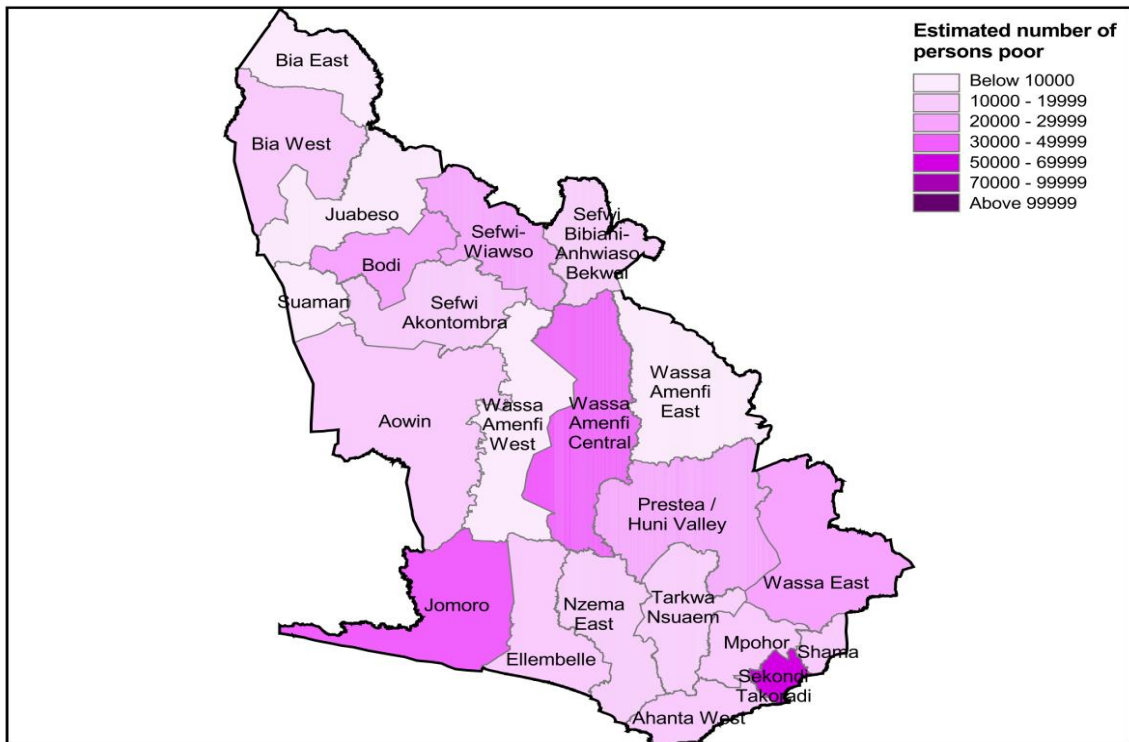 Estimated number of
persons poor
Below 10000
10000 - 19999
20000 - 29999
30000 - 49999
50000 - 69999
70000 - 99999
Above 99999
Bia East
Bia West
Juabeso
Sefwi-
Wiawso
Sefwi
Bibiani-
Anhwiaso
Bekwai
Bodi
Suaman
Sefwi
Akontombra
Wassa
Amenfi
East
Aowin
Wassa
Amenfi
West
Wassa
Amenfi
Central
Prestea /
Huni Valley
Wassa East
Jomoro
Nzema
East
Tarkwa
Nsuaem
Ellembelle
Mpohor
Shama
Sekondi
Takoradi
Ahanta West